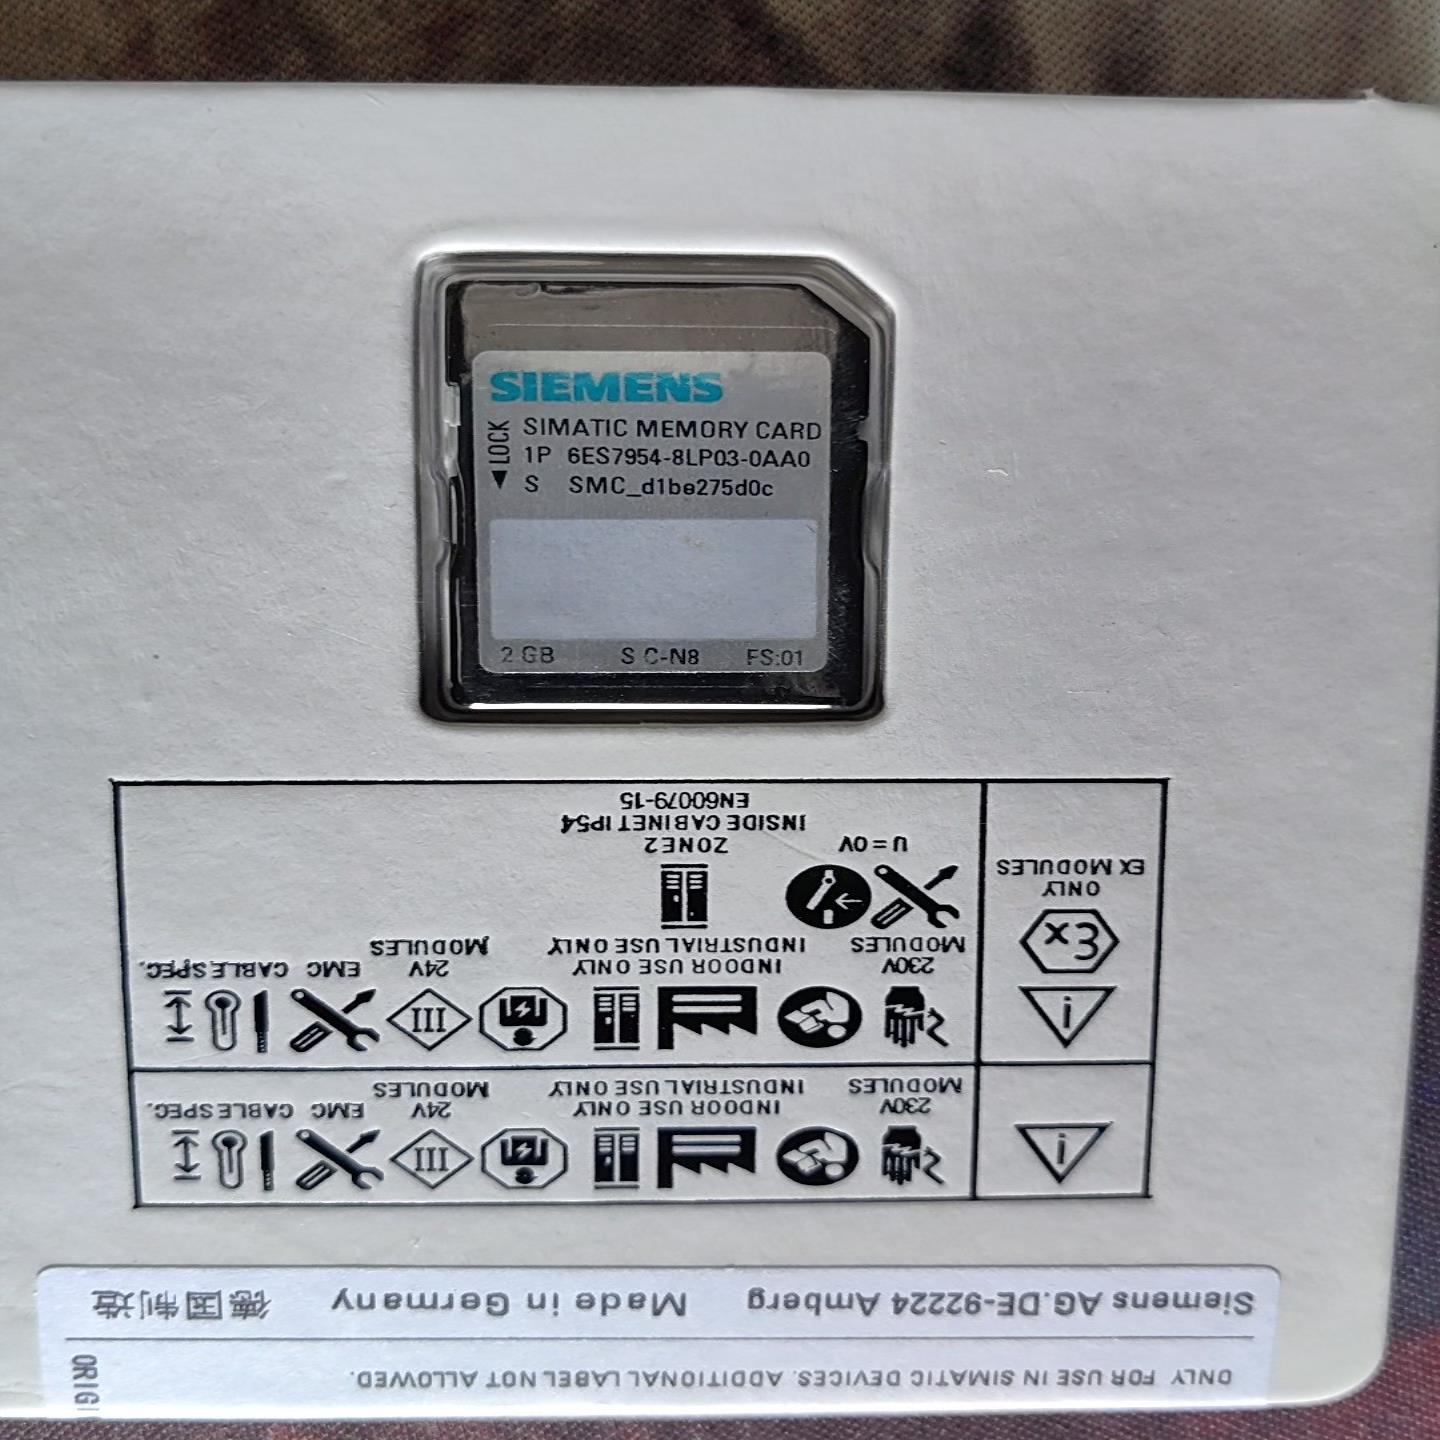 SIEMENS
SIMATIC MEMORY CARD
LOCK
1P 6ES7954-8LP03-0AA0
S SMC_d1be275d0c
2 GB S C-N8 FS:01
ONLY FOR USE IN SIMATIC DEVICES. ADDITIONAL LABEL NOT ALLOWED.
ORIGI
Siemens AG.DE-92224 Amberg Made in Germany 德国制造
i
230V MODULES
INDOOR USE ONLY
INDUSTRIAL USE ONLY
III
24V MODULES
EMC
CABLE SPEC.
i
Ex
ONLY
EX MODULES
230V MODULES
INDOOR USE ONLY
INDUSTRIAL USE ONLY
III
24V MODULES
EMC
CABLE SPEC.
U = 0V
ZONE2
INSIDE CABINET IP54
EN60079-15